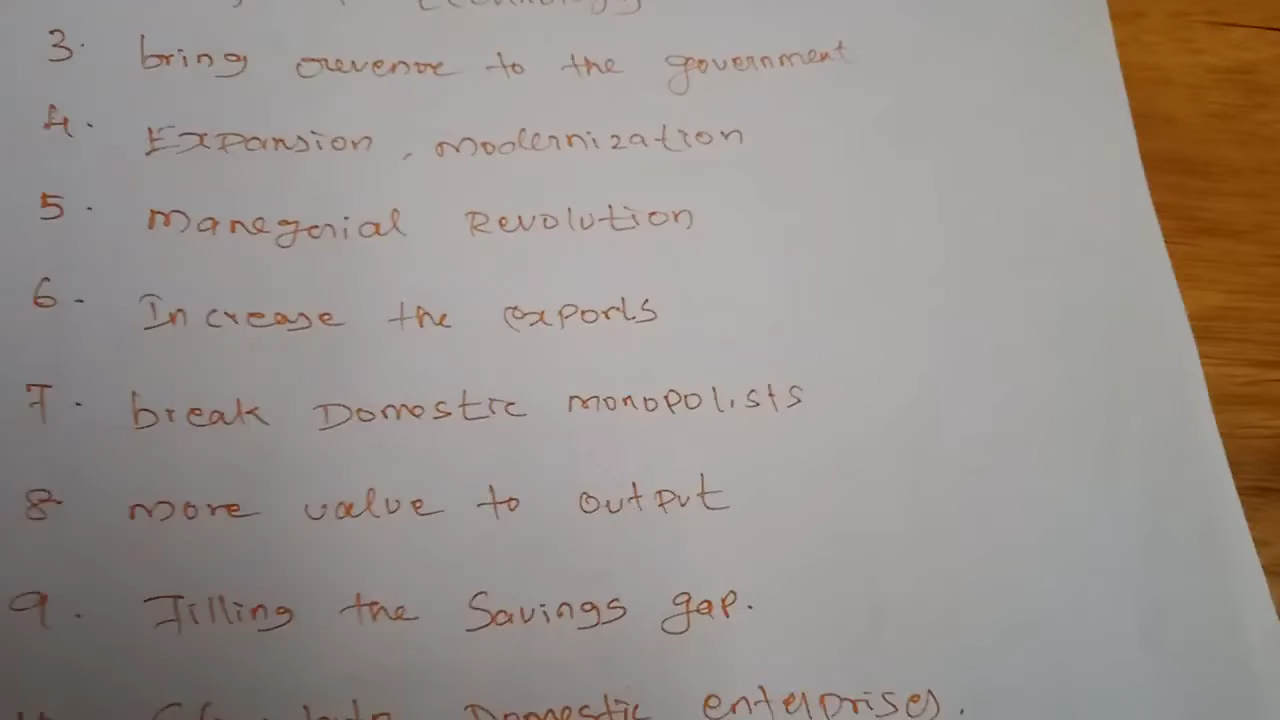 3. bring revenue to the government
4. Expansion, modernization
5. Manegerial Revolution
6. Increase the exports
7. break Domestic monopolists
8 more value to output
9. Filling the Savings gap.
Domestic enterprises.